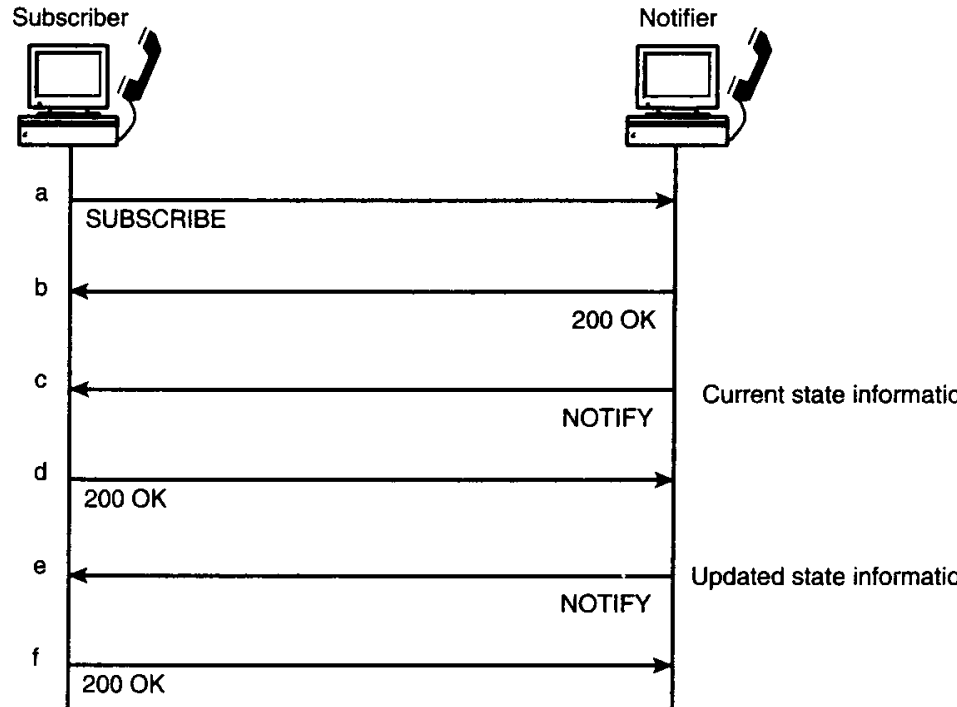 Subscriber
Notifier
a
SUBSCRIBE
b
200 OK
c
NOTIFY
Current state informatio
d
200 OK
e
NOTIFY
Updated state informatio
f
200 OK